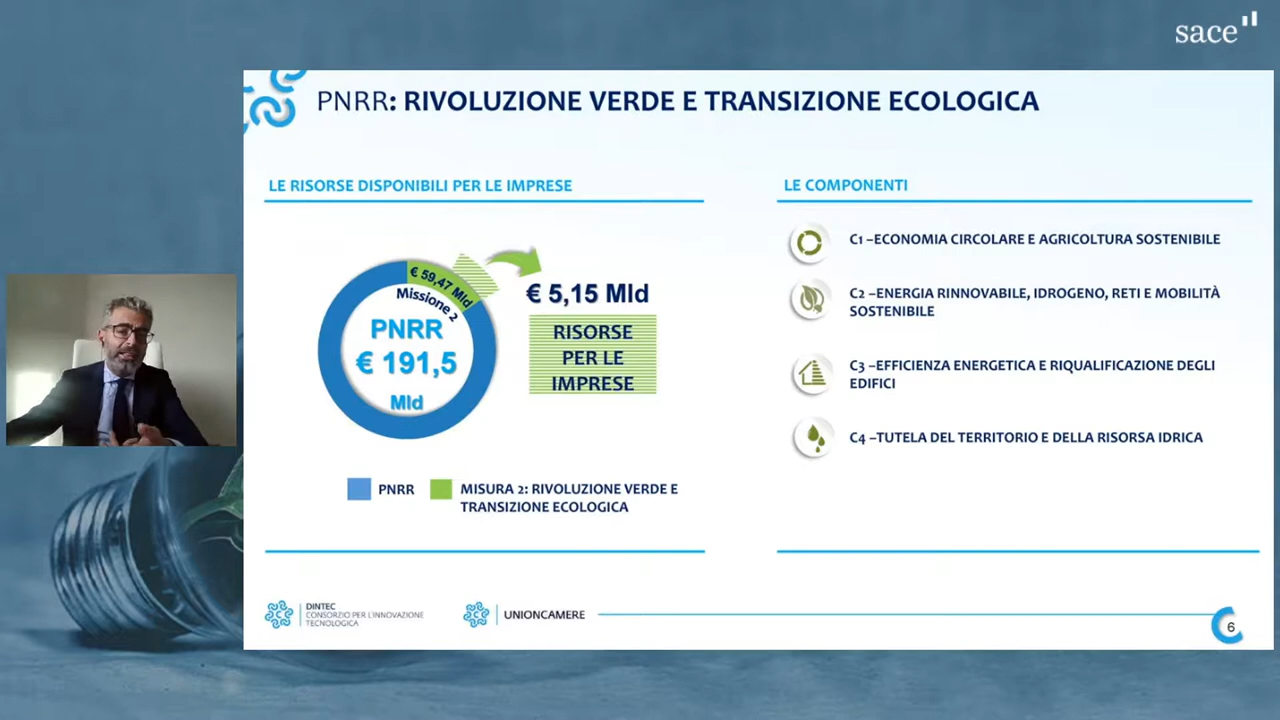 sace
PNRR: RIVOLUZIONE VERDE E TRANSIZIONE ECOLOGICA
LE RISORSE DISPONIBILI PER LE IMPRESE
€ 59,47 Mld
Missione 2
PNRR
€ 191,5
Mld
€ 5,15 Mld
RISORSE
PER LE
IMPRESE
PNRR
MISURA 2: RIVOLUZIONE VERDE E
TRANSIZIONE ECOLOGICA
LE COMPONENTI
C1 –ECONOMIA CIRCOLARE E AGRICOLTURA SOSTENIBILE
C2 –ENERGIA RINNOVABILE, IDROGENO, RETI E MOBILITÀ
SOSTENIBILE
C3 –EFFICIENZA ENERGETICA E RIQUALIFICAZIONE DEGLI
EDIFICI
C4 –TUTELA DEL TERRITORIO E DELLA RISORSA IDRICA
DINTEC
CONSORZIO PER L'INNOVAZIONE
TECNOLOGICA
UNIONCAMERE
6